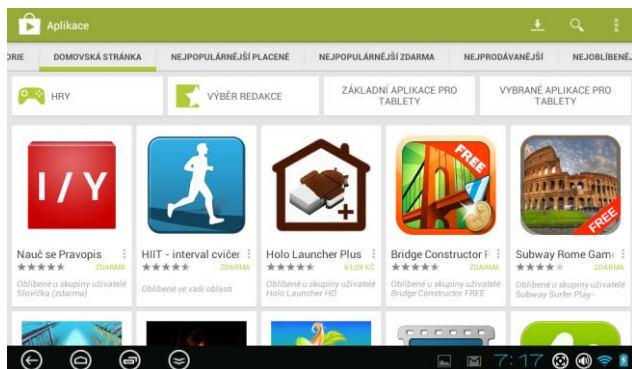 Aplikace
ORIE DOMOVSKÁ STRÁNKA NEJPOPULÁRNĚJŠÍ PLACENÉ NEJPOPULÁRNĚJŠÍ ZDARMA NEJPRODÁVANĚJŠÍ NEJOBLÍBENĚ
HRY
VÝBĚR REDAKCE
ZÁKLADNÍ APLIKACE PRO
TABLETY
VYBRANÉ APLIKACE PRO
TABLETY
I/Y
FREE
FREE
Nauč se Pravopis
ZDARMA
Oblíbené u skupiny uživatelé
Slovíčka (zdarma)
HIIT - interval cvičer
ZDARMA
Oblíbené ve vaší oblasti
Holo Launcher Plus
63,09 KČ
Oblíbené u skupiny uživatelé
Holo Launcher HD
Bridge Constructor F
ZDARMA
Oblíbené u skupiny uživatelé
Bridge Constructor FREE
Subway Rome Game
ZDARMA
Oblíbené u skupiny uživatelé
Subway Surfer Play-
7:17